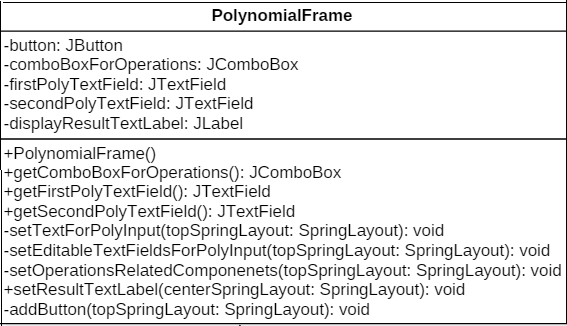 PolynomialFrame
-button: JButton
-comboBoxForOperations: JComboBox
-firstPolyTextField: JTextField
-secondPolyTextField: JTextField
-displayResultTextLabel: JLabel
+PolynomialFrame()
+getComboBoxForOperations(): JComboBox
+getFirstPolyTextField(): JTextField
+getSecondPolyTextField(): JTextField
-setTextForPolyInput(topSpringLayout: SpringLayout): void
-setEditableTextFieldsForPolyInput(topSpringLayout: SpringLayout): void
-setOperationsRelatedComponenets(topSpringLayout: SpringLayout): void
+setResultTextLabel(centerSpringLayout: SpringLayout): void
-addButton(topSpringLayout: SpringLayout): void